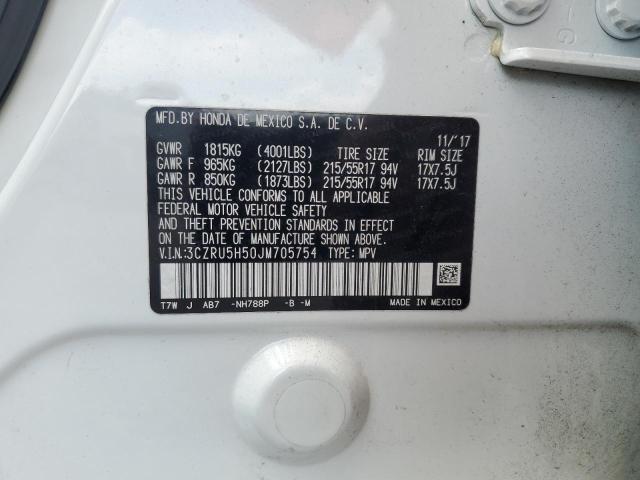 MFD.BY HONDA DE MEXICO S.A. DE C.V.
11/'17
GVWR 1815KG (4001LBS) TIRE SIZE RIM SIZE
GAWR F 965KG (2127LBS) 215/55R17 94V 17X7.5J
GAWR R 850KG (1873LBS) 215/55R17 94V 17X7.5J
THIS VEHICLE CONFORMS TO ALL APPLICABLE
FEDERAL MOTOR VEHICLE SAFETY
AND THEFT PREVENTION STANDARDS IN EFFECT
ON THE DATE OF MANUFACTURE SHOWN ABOVE.
V.I.N:3CZRU5H50JM705754 TYPE: MPV
T7W J AB7 -NH788P -B -M MADE IN MEXICO